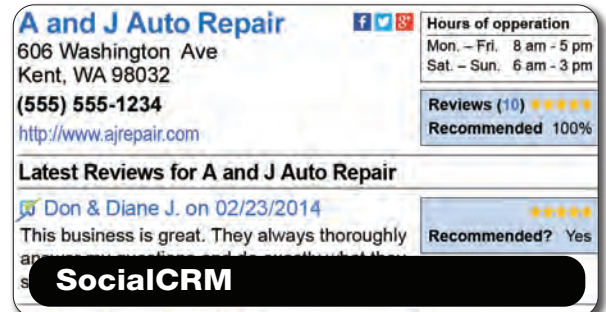 A and J Auto Repair
606 Washington Ave
Kent, WA 98032
(555) 555-1234
http://www.ajrepair.com
Hours of opperation
Mon. – Fri. 8 am - 5 pm
Sat. – Sun. 6 am - 3 pm
Reviews (10)
Recommended 100%
Latest Reviews for A and J Auto Repair
Don & Diane J. on 02/23/2014
This business is great. They always thoroughly
Recommended? Yes
SocialCRM